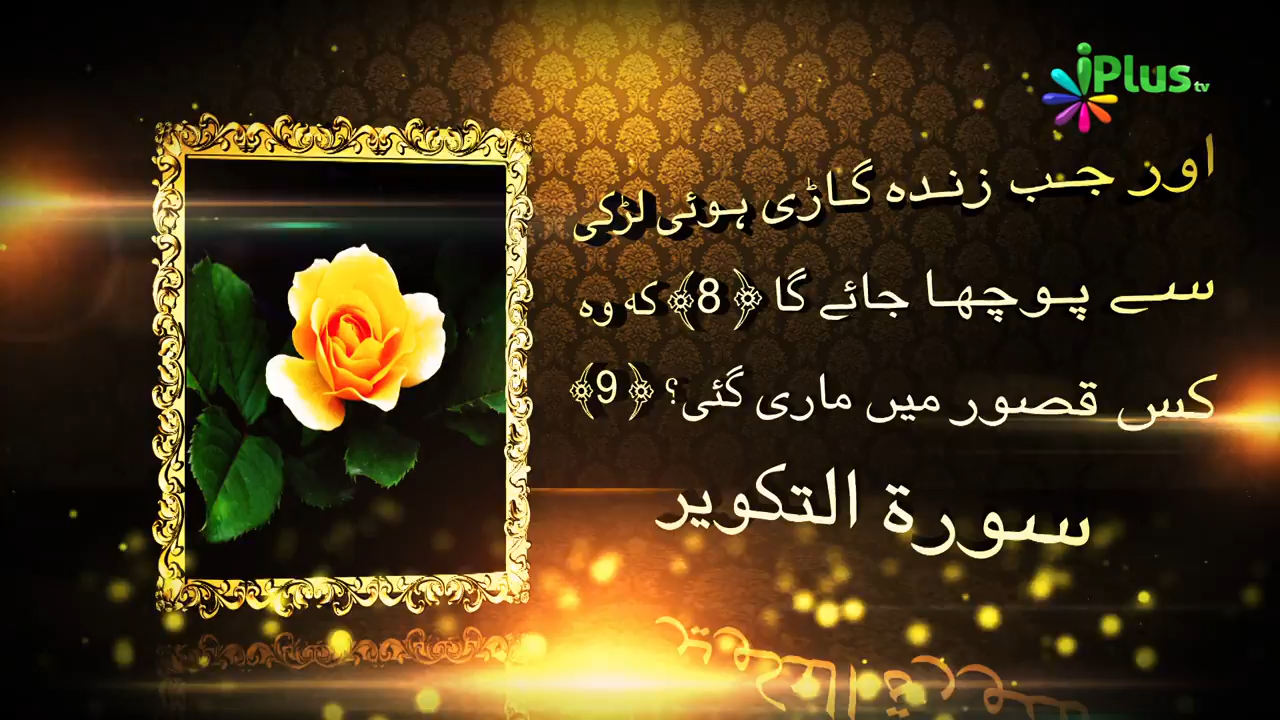 iPlus tv
اور جب زندہ گاڑی ہوئی لڑکی
سے پوچھا جائے گا ﴿8﴾ کہ وہ
کس قصور میں ماری گئی؟ ﴿9﴾
سورة التکویر